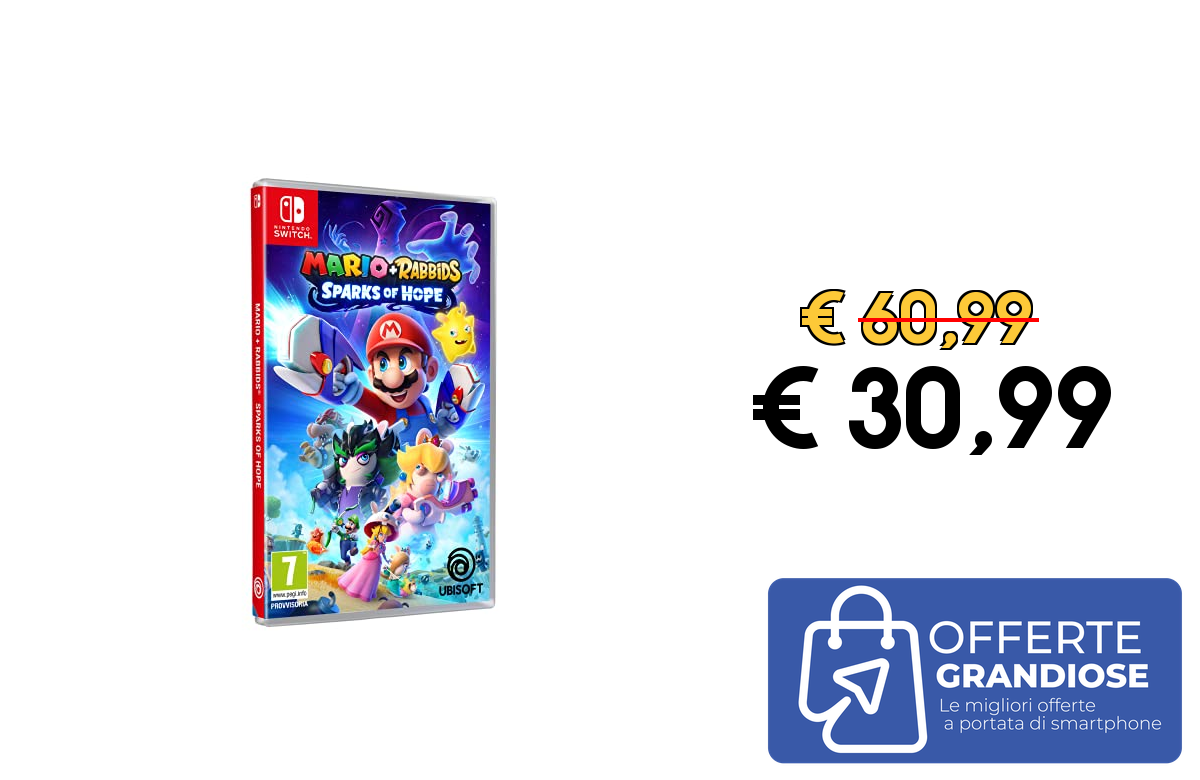 NINTENDO
SWITCH.
MARIO+RABBIDS
SPARKS OF HOPE
MARIO + RABBIDS® SPARKS OF HOPE
7
www.pegi.info
PROVVISORIA
UBISOFT
€ 60,99
€ 30,99
OFFERTE
GRANDIOSE
Le migliori offerte
a portata di smartphone